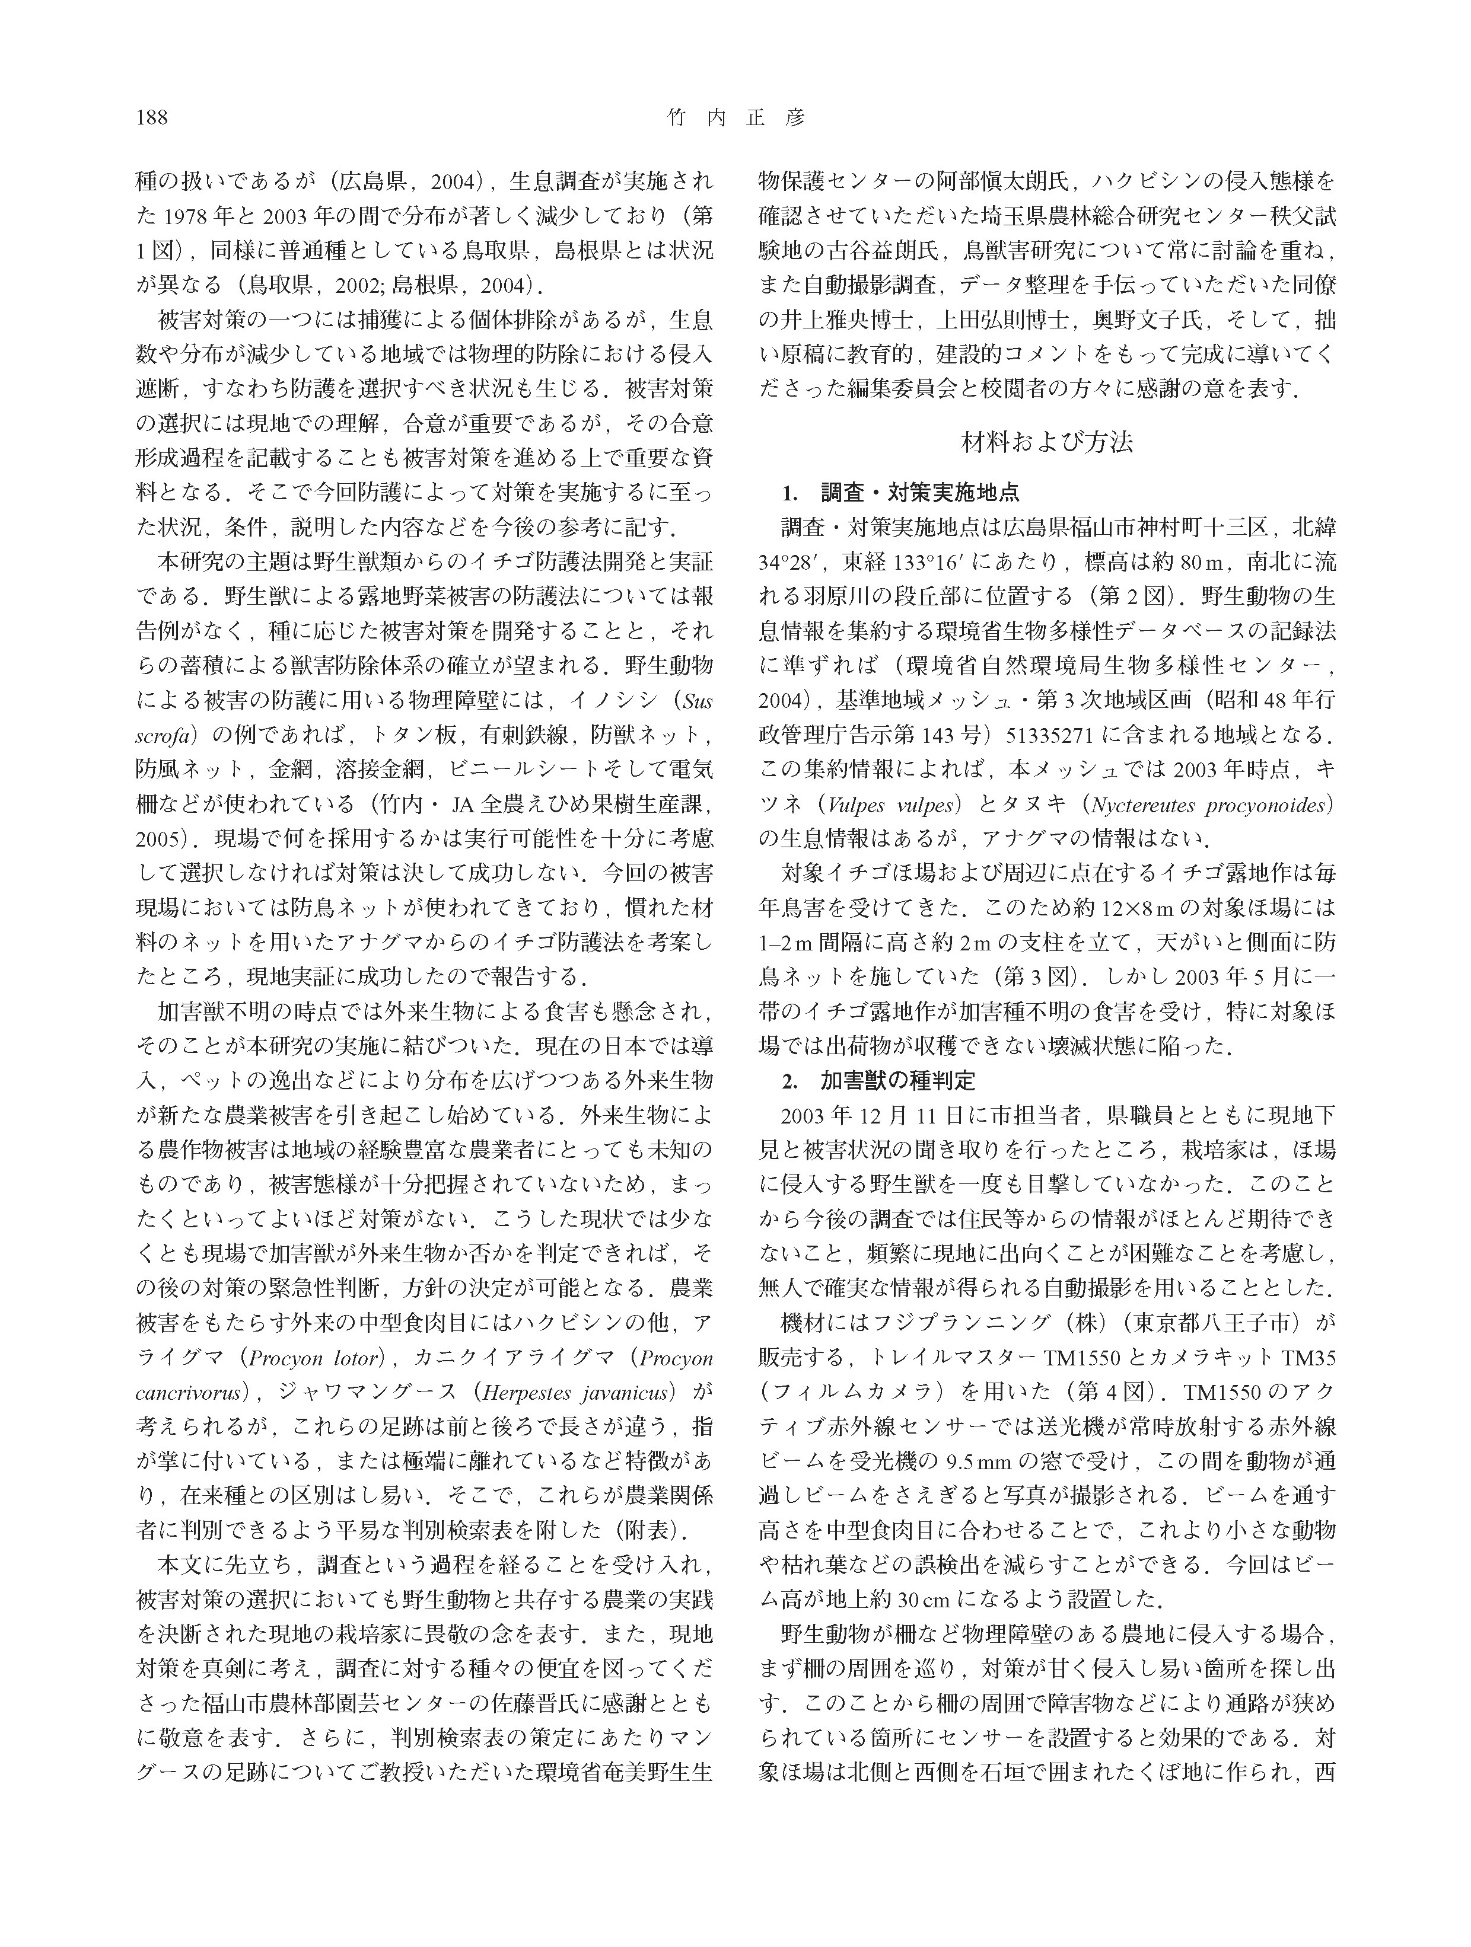 188
竹内正彦
種の扱いであるが（広島県，2004），生息調査が実施され
た 1978 年と 2003 年の間で分布が著しく減少しており（第
1 図），同様に普通種としている鳥取県，島根県とは状況
が異なる（鳥取県，2002; 島根県，2004）．
被害対策の一つには捕獲による個体排除があるが，生息
数や分布が減少している地域では物理的防除における侵入
遮断，すなわち防護を選択すべき状況も生じる．被害対策
の選択には現地での理解，合意が重要であるが，その合意
形成過程を記載することも被害対策を進める上で重要な資
料となる．そこで今回防護によって対策を実施するに至っ
た状況，条件，説明した内容などを今後の参考に記す．
本研究の主題は野生獣類からのイチゴ防護法開発と実証
である．野生獣による露地野菜被害の防護法については報
告例がなく，種に応じた被害対策を開発することと，それ
らの蓄積による獣害防除体系の確立が望まれる．野生動物
による被害の防護に用いる物理障壁には，イノシシ（Sus
scrofa）の例であれば，トタン板，有刺鉄線，防獣ネット，
防風ネット，金網，溶接金網，ビニールシートそして電気
柵などが使われている（竹内・JA 全農えひめ果樹生産課，
2005）．現場で何を採用するかは実行可能性を十分に考慮
して選択しなければ対策は決して成功しない．今回の被害
現場においては防鳥ネットが使われてきており，慣れた材
料のネットを用いたアナグマからのイチゴ防護法を考案し
たところ，現地実証に成功したので報告する．
加害獣不明の時点では外来生物による食害も懸念され，
そのことが本研究の実施に結びついた．現在の日本では導
入，ペットの逸出などにより分布を広げつつある外来生物
が新たな農業被害を引き起こし始めている．外来生物によ
る農作物被害は地域の経験豊富な農業者にとっても未知の
ものであり，被害態様が十分把握されていないため，まっ
たくといってよいほど対策がない．こうした現状では少な
くとも現場で加害獣が外来生物か否かを判定できれば，そ
の後の対策の緊急性判断，方針の決定が可能となる．農業
被害をもたらす外来の中型食肉目にはハクビシンの他，ア
ライグマ（Procyon lotor），カニクイアライグマ（Procyon
cancrivorus），ジャワマングース（Herpestes javanicus）が
考えられるが，これらの足跡は前と後ろで長さが違う，指
が掌に付いている，または極端に離れているなど特徴があ
り，在来種との区別はし易い．そこで，これらが農業関係
者に判別できるよう平易な判別検索表を附した（附表）．
本文に先立ち，調査という過程を経ることを受け入れ，
被害対策の選択においても野生動物と共存する農業の実践
を決断された現地の栽培家に畏敬の念を表す．また，現地
対策を真剣に考え，調査に対する種々の便宜を図ってくだ
さった福山市農林部園芸センターの佐藤晋氏に感謝ととも
に敬意を表す．さらに，判別検索表の策定にあたりマン
グースの足跡についてご教授いただいた環境省奄美野生生
物保護センターの阿部愼太朗氏，ハクビシンの侵入態様を
確認させていただいた埼玉県農林総合研究センター秩父試
験地の古谷益朗氏，鳥獣害研究について常に討論を重ね，
また自動撮影調査，データ整理を手伝っていただいた同僚
の井上雅央博士，上田弘則博士，奥野文子氏，そして，拙
い原稿に教育的，建設的コメントをもって完成に導いてく
ださった編集委員会と校閲者の方々に感謝の意を表す．
材料および方法
1. 調査・対策実施地点
調査・対策実施地点は広島県福山市神村町十三区，北緯
34°28′，東経 133°16′ にあたり，標高は約 80 m，南北に流
れる羽原川の段丘部に位置する（第 2 図）．野生動物の生
息情報を集約する環境省生物多様性データベースの記録法
に準ずれば（環境省自然環境局生物多様性センター，
2004），基準地域メッシュ・第 3 次地域区画（昭和 48 年行
政管理庁告示第 143 号）51335271 に含まれる地域となる．
この集約情報によれば，本メッシュでは 2003 年時点，キ
ツネ（Vulpes vulpes）とタヌキ（Nyctereutes procyonoides）
の生息情報はあるが，アナグマの情報はない．
対象イチゴほ場および周辺に点在するイチゴ露地作は毎
年鳥害を受けてきた．このため約 12×8 m の対象ほ場には
1–2 m 間隔に高さ約 2 m の支柱を立て，天がいと側面に防
鳥ネットを施していた（第 3 図）．しかし 2003 年 5 月に一
帯のイチゴ露地作が加害種不明の食害を受け，特に対象ほ
場では出荷物が収穫できない壊滅状態に陥った．
2. 加害獣の種判定
2003 年 12 月 11 日に市担当者，県職員とともに現地下
見と被害状況の聞き取りを行ったところ，栽培家は，ほ場
に侵入する野生獣を一度も目撃していなかった．このこと
から今後の調査では住民等からの情報がほとんど期待でき
ないこと，頻繁に現地に出向くことが困難なことを考慮し，
無人で確実な情報が得られる自動撮影を用いることとした．
機材にはフジプランニング（株）（東京都八王子市）が
販売する，トレイルマスター TM1550 とカメラキット TM35
（フィルムカメラ）を用いた（第 4 図）．TM1550 のアク
ティブ赤外線センサーでは送光機が常時放射する赤外線
ビームを受光機の 9.5 mm の窓で受け，この間を動物が通
過しビームをさえぎると写真が撮影される．ビームを通す
高さを中型食肉目に合わせることで，これより小さな動物
や枯れ葉などの誤検出を減らすことができる．今回はビー
ム高が地上約 30 cm になるよう設置した．
野生動物が柵など物理障壁のある農地に侵入する場合，
まず柵の周囲を巡り，対策が甘く侵入し易い箇所を探し出
す．このことから柵の周囲で障害物などにより通路が狭め
られている箇所にセンサーを設置すると効果的である．対
象ほ場は北側と西側を石垣で囲まれたくぼ地に作られ，西